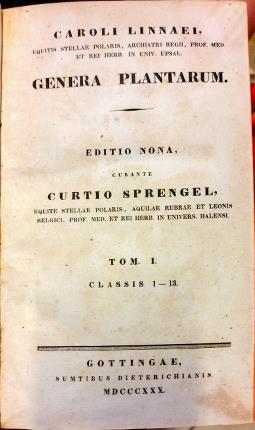 CAROLI LINNAEI,
EQUITIS STELLAE POLARIS, ARCHIATRI REGII, PROF. MED.
ET REI HERB. IN UNIV. UPSAL.
GENERA PLANTARUM.
EDITIO NONA,
CURANTE
CURTIO SPRENGEL,
EQUITE STELLAE POLARIS, AQUILAE RUBRAE ET LEONIS
BELGICI, PROF. MED. ET REI HERB. IN UNIVERS. HALENSI.
TOM. I.
CLASSIS 1—13.
GOTTINGAE,
SUMTIBUS DIETERICHIANIS.
MDCCCXXX.